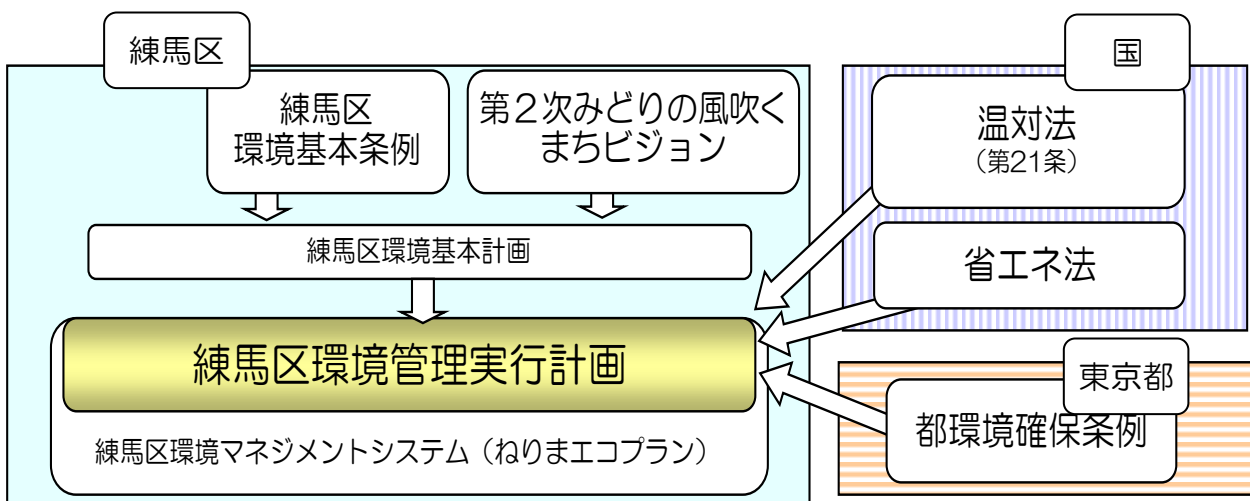 練馬区
練馬区
環境基本条例
第２次みどりの風吹く
まちビジョン
練馬区環境基本計画
練馬区環境管理実行計画
練馬区環境マネジメントシステム（ねりまエコプラン）
国
温対法
（第21条）
省エネ法
東京都
都環境確保条例